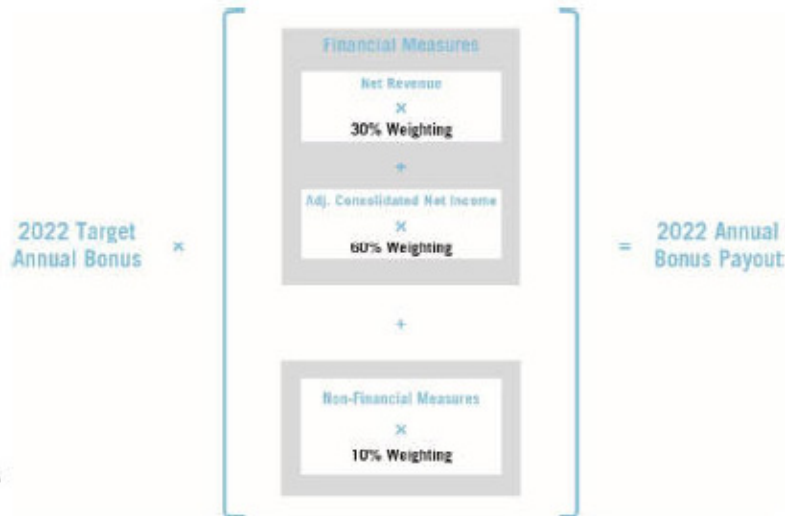 Financial Measures
Net Revenue
×
30% Weighting
+
Adj. Consolidated Net Income
×
60% Weighting
2022 Target
Annual Bonus
×
=
2022 Annual
Bonus Payout
+
Non-Financial Measures
×
10% Weighting